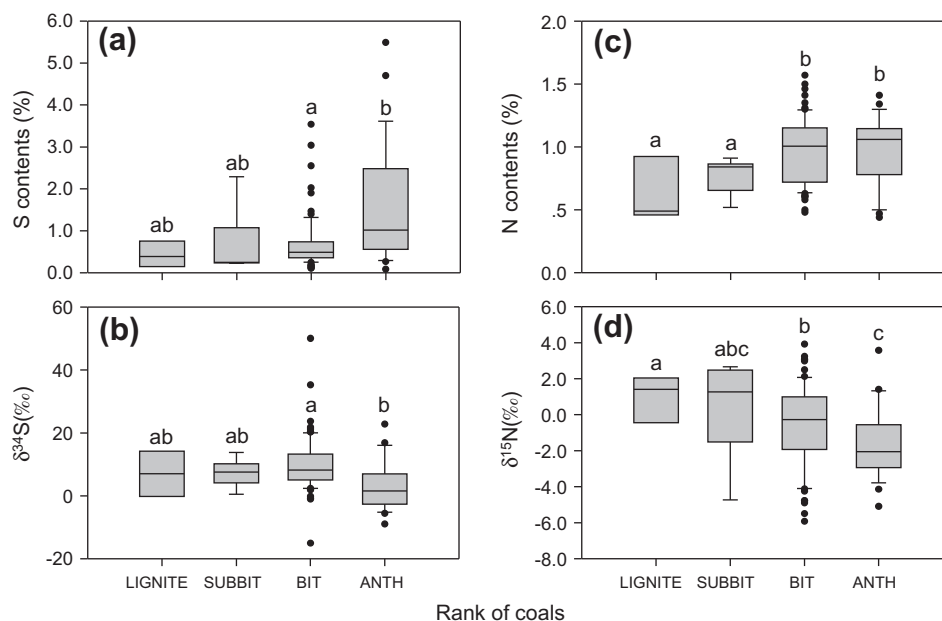 (a)
S contents (%)
6.0
5.0
4.0
3.0
2.0
1.0
0.0
ab
ab
a
b
(c)
N contents (%)
2.0
1.5
1.0
.5
0.0
a
a
b
b
(b)
δ34S(‰)
60
40
20
0
-20
ab
ab
a
b
LIGNITE SUBBIT BIT ANTH
(d)
δ15N(‰)
6.0
4.0
2.0
0.0
-2.0
-4.0
-6.0
-8.0
a
abc
b
c
LIGNITE SUBBIT BIT ANTH
Rank of coals